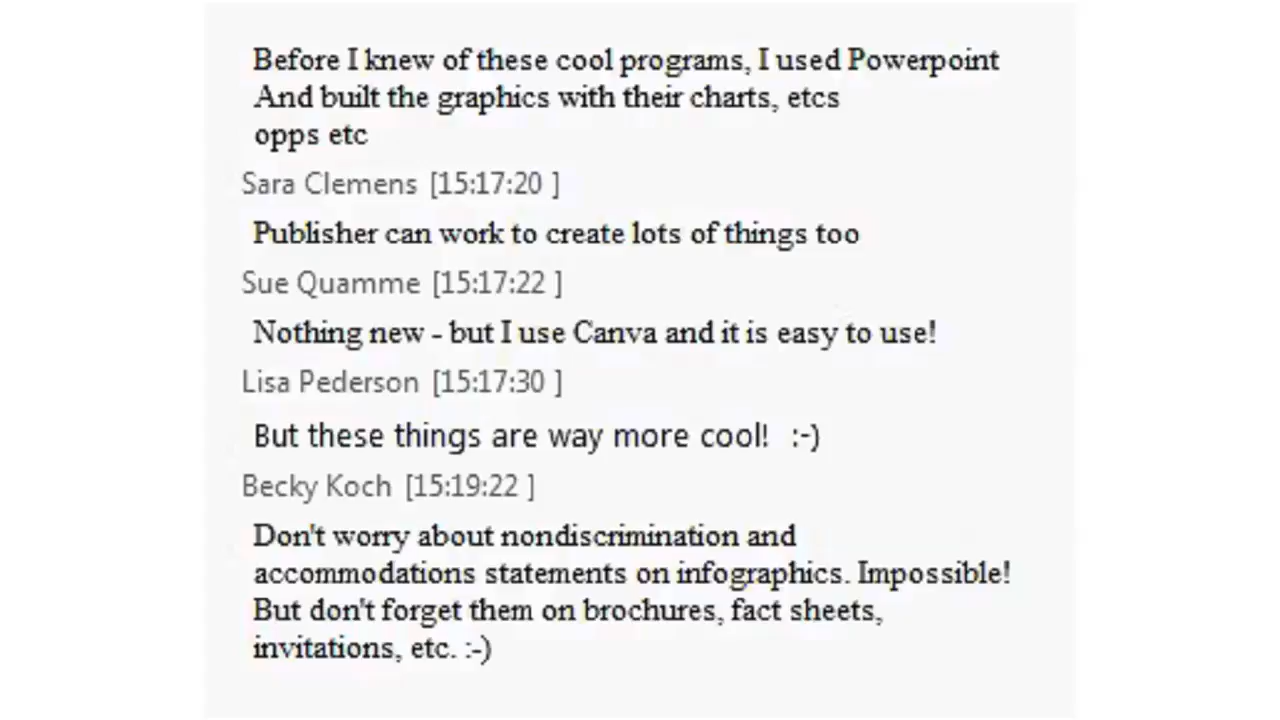 Before I knew of these cool programs, I used Powerpoint
And built the graphics with their charts, etcs
opps etc
Sara Clemens [15:17:20 ]
Publisher can work to create lots of things too
Sue Quamme [15:17:22 ]
Nothing new - but I use Canva and it is easy to use!
Lisa Pederson [15:17:30 ]
But these things are way more cool!  :-)
Becky Koch [15:19:22 ]
Don't worry about nondiscrimination and
accommodations statements on infographics. Impossible!
But don't forget them on brochures, fact sheets,
invitations, etc. :-)